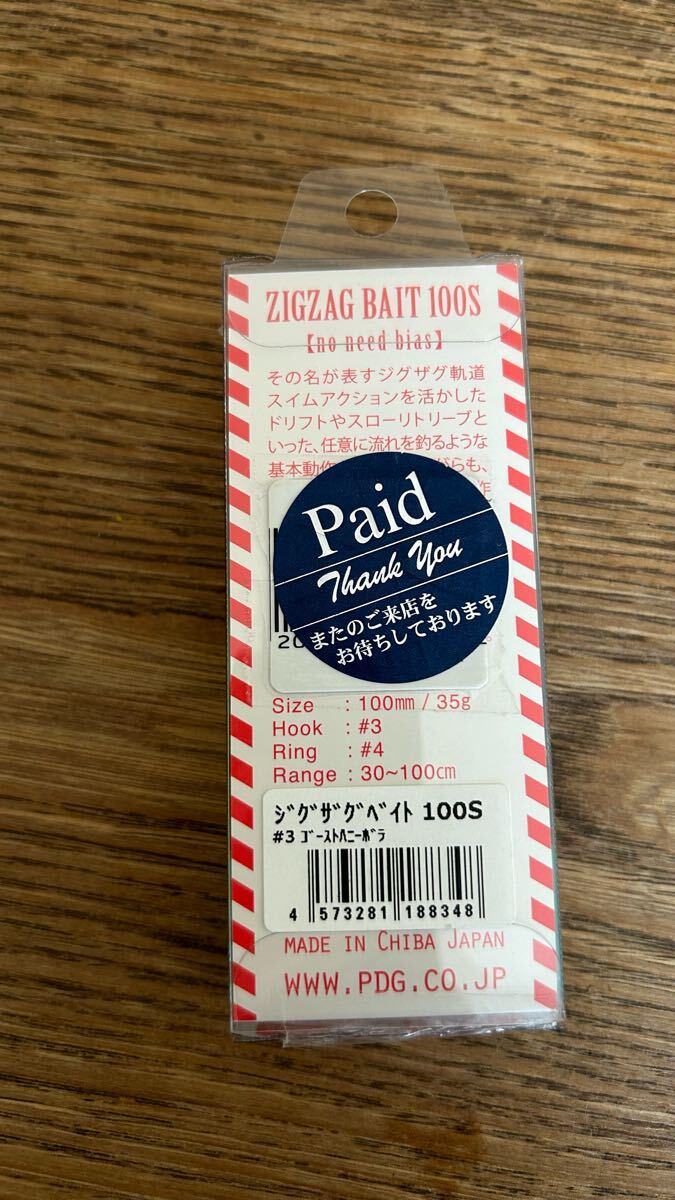 ZIGZAG BAIT 100S
【no need bias】
その名が表すジグザグ軌道
スイムアクションを活かした
ドリフトやスローリトリーブと
いった、任意に流れを釣るような
基本動作
らも、
作
Paid
Thank You
またのご来店を
お待ちしております
Size : 100mm / 35g
Hook : #3
Ring : #4
Range : 30~100cm
ｼﾞｸﾞｻﾞｸﾞﾍﾞｲﾄ 100S
#3 ｺﾞｰｽﾄﾊﾆｰﾎﾞﾗ
4 573281 188348
MADE IN CHIBA JAPAN
WWW.PDG.CO.JP